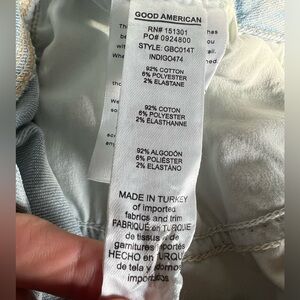 GOOD AMERICAN
RN# 151301
PO# 0924800
STYLE: GBC014T
INDIGO474
92% COTTON
6% POLYESTER
2% ELASTANE
92% COTON
6% POLYESTER
2% ÉLASTHANNE
92% ALGODÓN
6% POLIÉSTER
2% ELASTANO
MADE IN TURKEY
of imported
fabrics and trim
FABRIQUÉ en TURQUIE
de tissus et de
garnitures importés
HECHO en TURQUÍA
de tela y adornos
importados